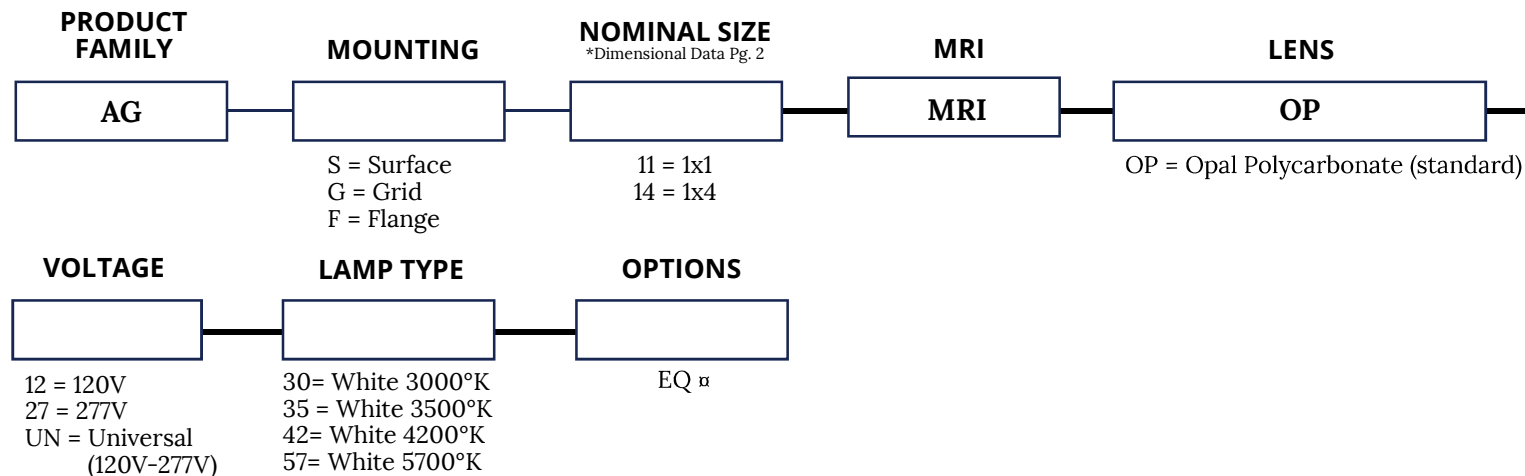 PRODUCT
FAMILY
MOUNTING
NOMINAL SIZE
*Dimensional Data Pg. 2
MRI
LENS
AG
MRI
OP
S = Surface
G = Grid
F = Flange
11 = 1x1
14 = 1x4
OP = Opal Polycarbonate (standard)
VOLTAGE
LAMP TYPE
OPTIONS
12 = 120V
27 = 277V
UN = Universal
(120V-277V)
30= White 3000°K
35 = White 3500°K
42= White 4200°K
57= White 5700°K
EQ ¤